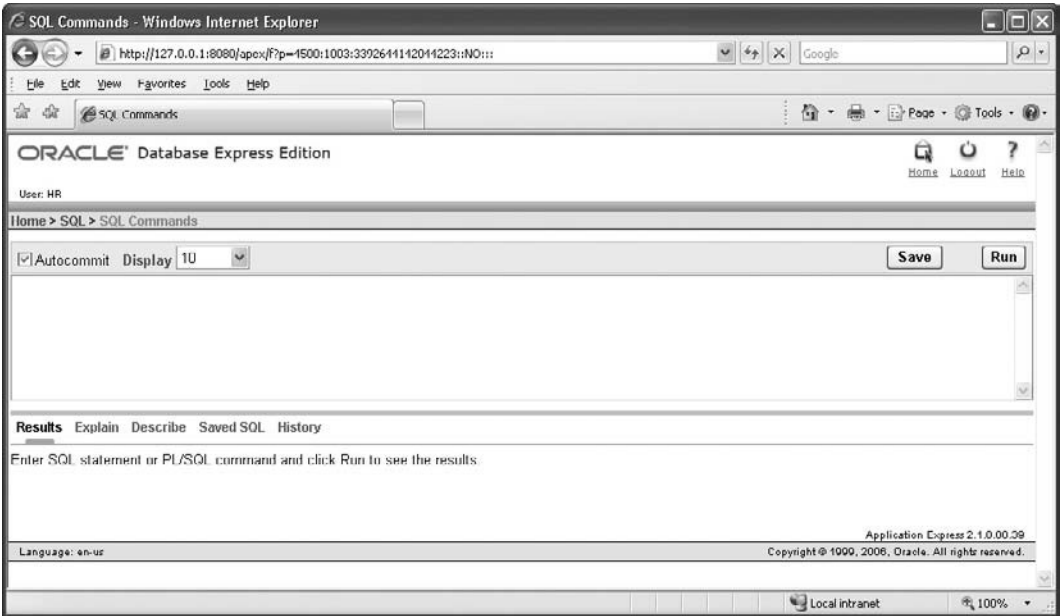 SQL Commands - Windows Internet Explorer
http://127.0.0.1:8080/apex/f?p=4500:1003:3392644142044223::NO:::
Google
File Edit View Favorites Tools Help
SQL Commands
Page Tools
ORACLE Database Express Edition
Home Logout Help
User: HR
Home > SQL > SQL Commands
Autocommit Display 10 Save Run
Results Explain Describe Saved SQL History
Enter SQL statement or PL/SQL command and click Run to see the results
Application Express 2.1.0.00.39
Language: en-us Copyright © 1999, 2006, Oracle. All rights reserved.
Local intranet 100%